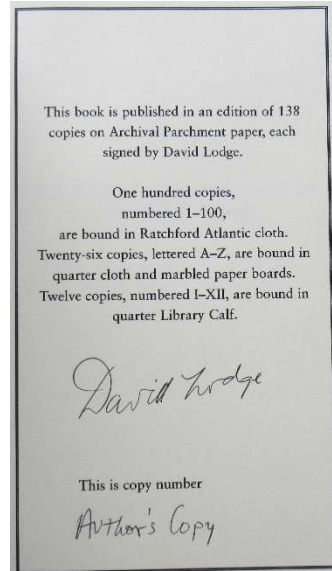 This book is published in an edition of 138
copies on Archival Parchment paper, each
signed by David Lodge.
One hundred copies,
numbered 1–100,
are bound in Ratchford Atlantic cloth.
Twenty-six copies, lettered A–Z, are bound in
quarter cloth and marbled paper boards.
Twelve copies, numbered I–XII, are bound in
quarter Library Calf.
David Lodge
This is copy number
Author's Copy